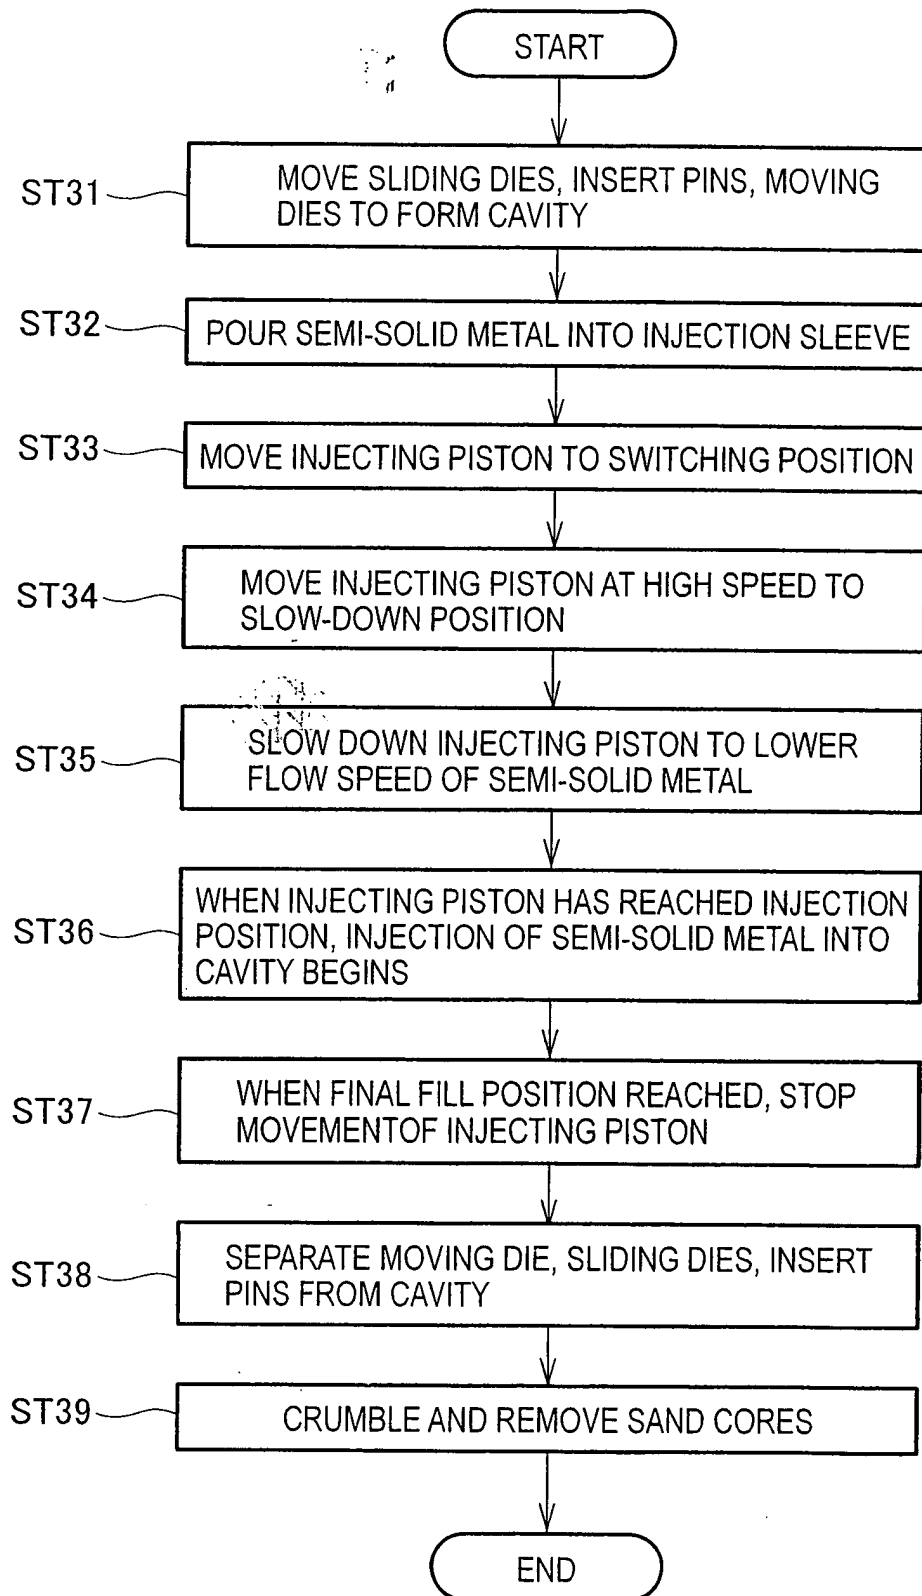 START
ST31
MOVE SLIDING DIES, INSERT PINS, MOVING
DIES TO FORM CAVITY
ST32
POUR SEMI-SOLID METAL INTO INJECTION SLEEVE
ST33
MOVE INJECTING PISTON TO SWITCHING POSITION
ST34
MOVE INJECTING PISTON AT HIGH SPEED TO
SLOW-DOWN POSITION
ST35
SLOW DOWN INJECTING PISTON TO LOWER
FLOW SPEED OF SEMI-SOLID METAL
ST36
WHEN INJECTING PISTON HAS REACHED INJECTION
POSITION, INJECTION OF SEMI-SOLID METAL INTO
CAVITY BEGINS
ST37
WHEN FINAL FILL POSITION REACHED, STOP
MOVEMENTOF INJECTING PISTON
ST38
SEPARATE MOVING DIE, SLIDING DIES, INSERT
PINS FROM CAVITY
ST39
CRUMBLE AND REMOVE SAND CORES
END